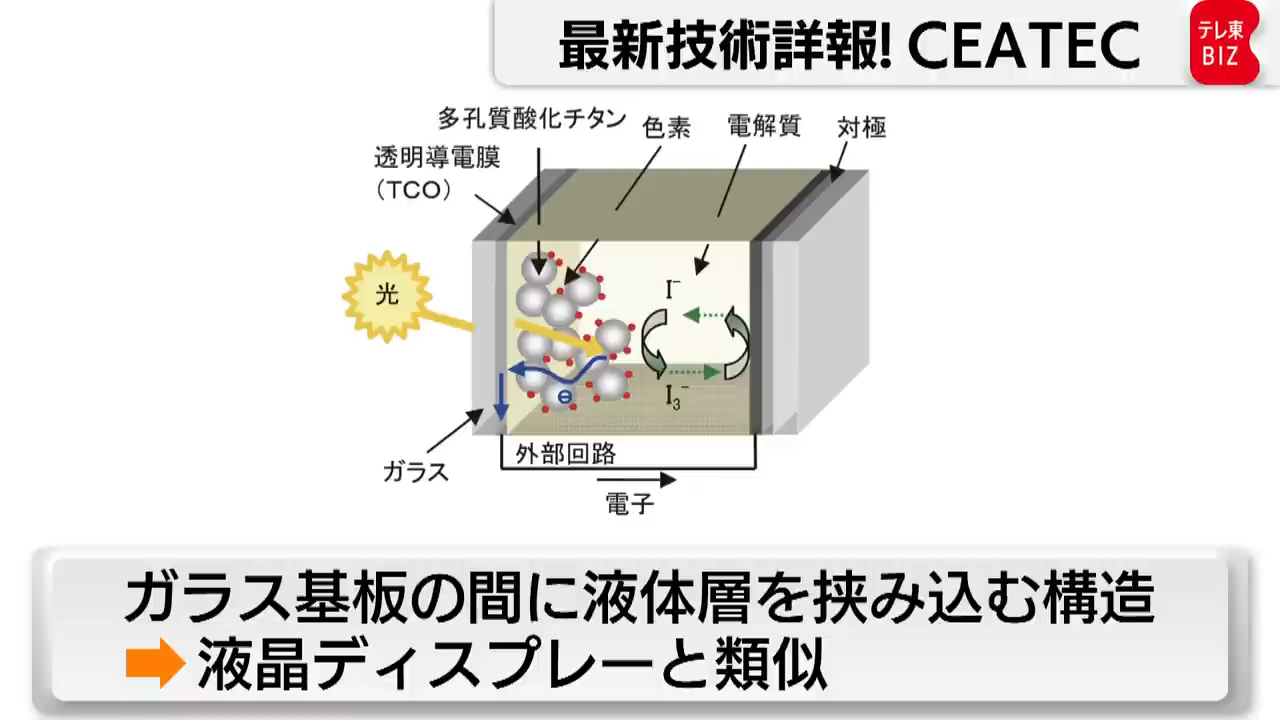 最新技術詳報! CEATEC
テレ東
BIZ
多孔質酸化チタン
色素
電解質
対極
透明導電膜
（TCO）
光
I⁻
I₃⁻
⊖
外部回路
ガラス
電子
ガラス基板の間に液体層を挟み込む構造
➡液晶ディスプレーと類似